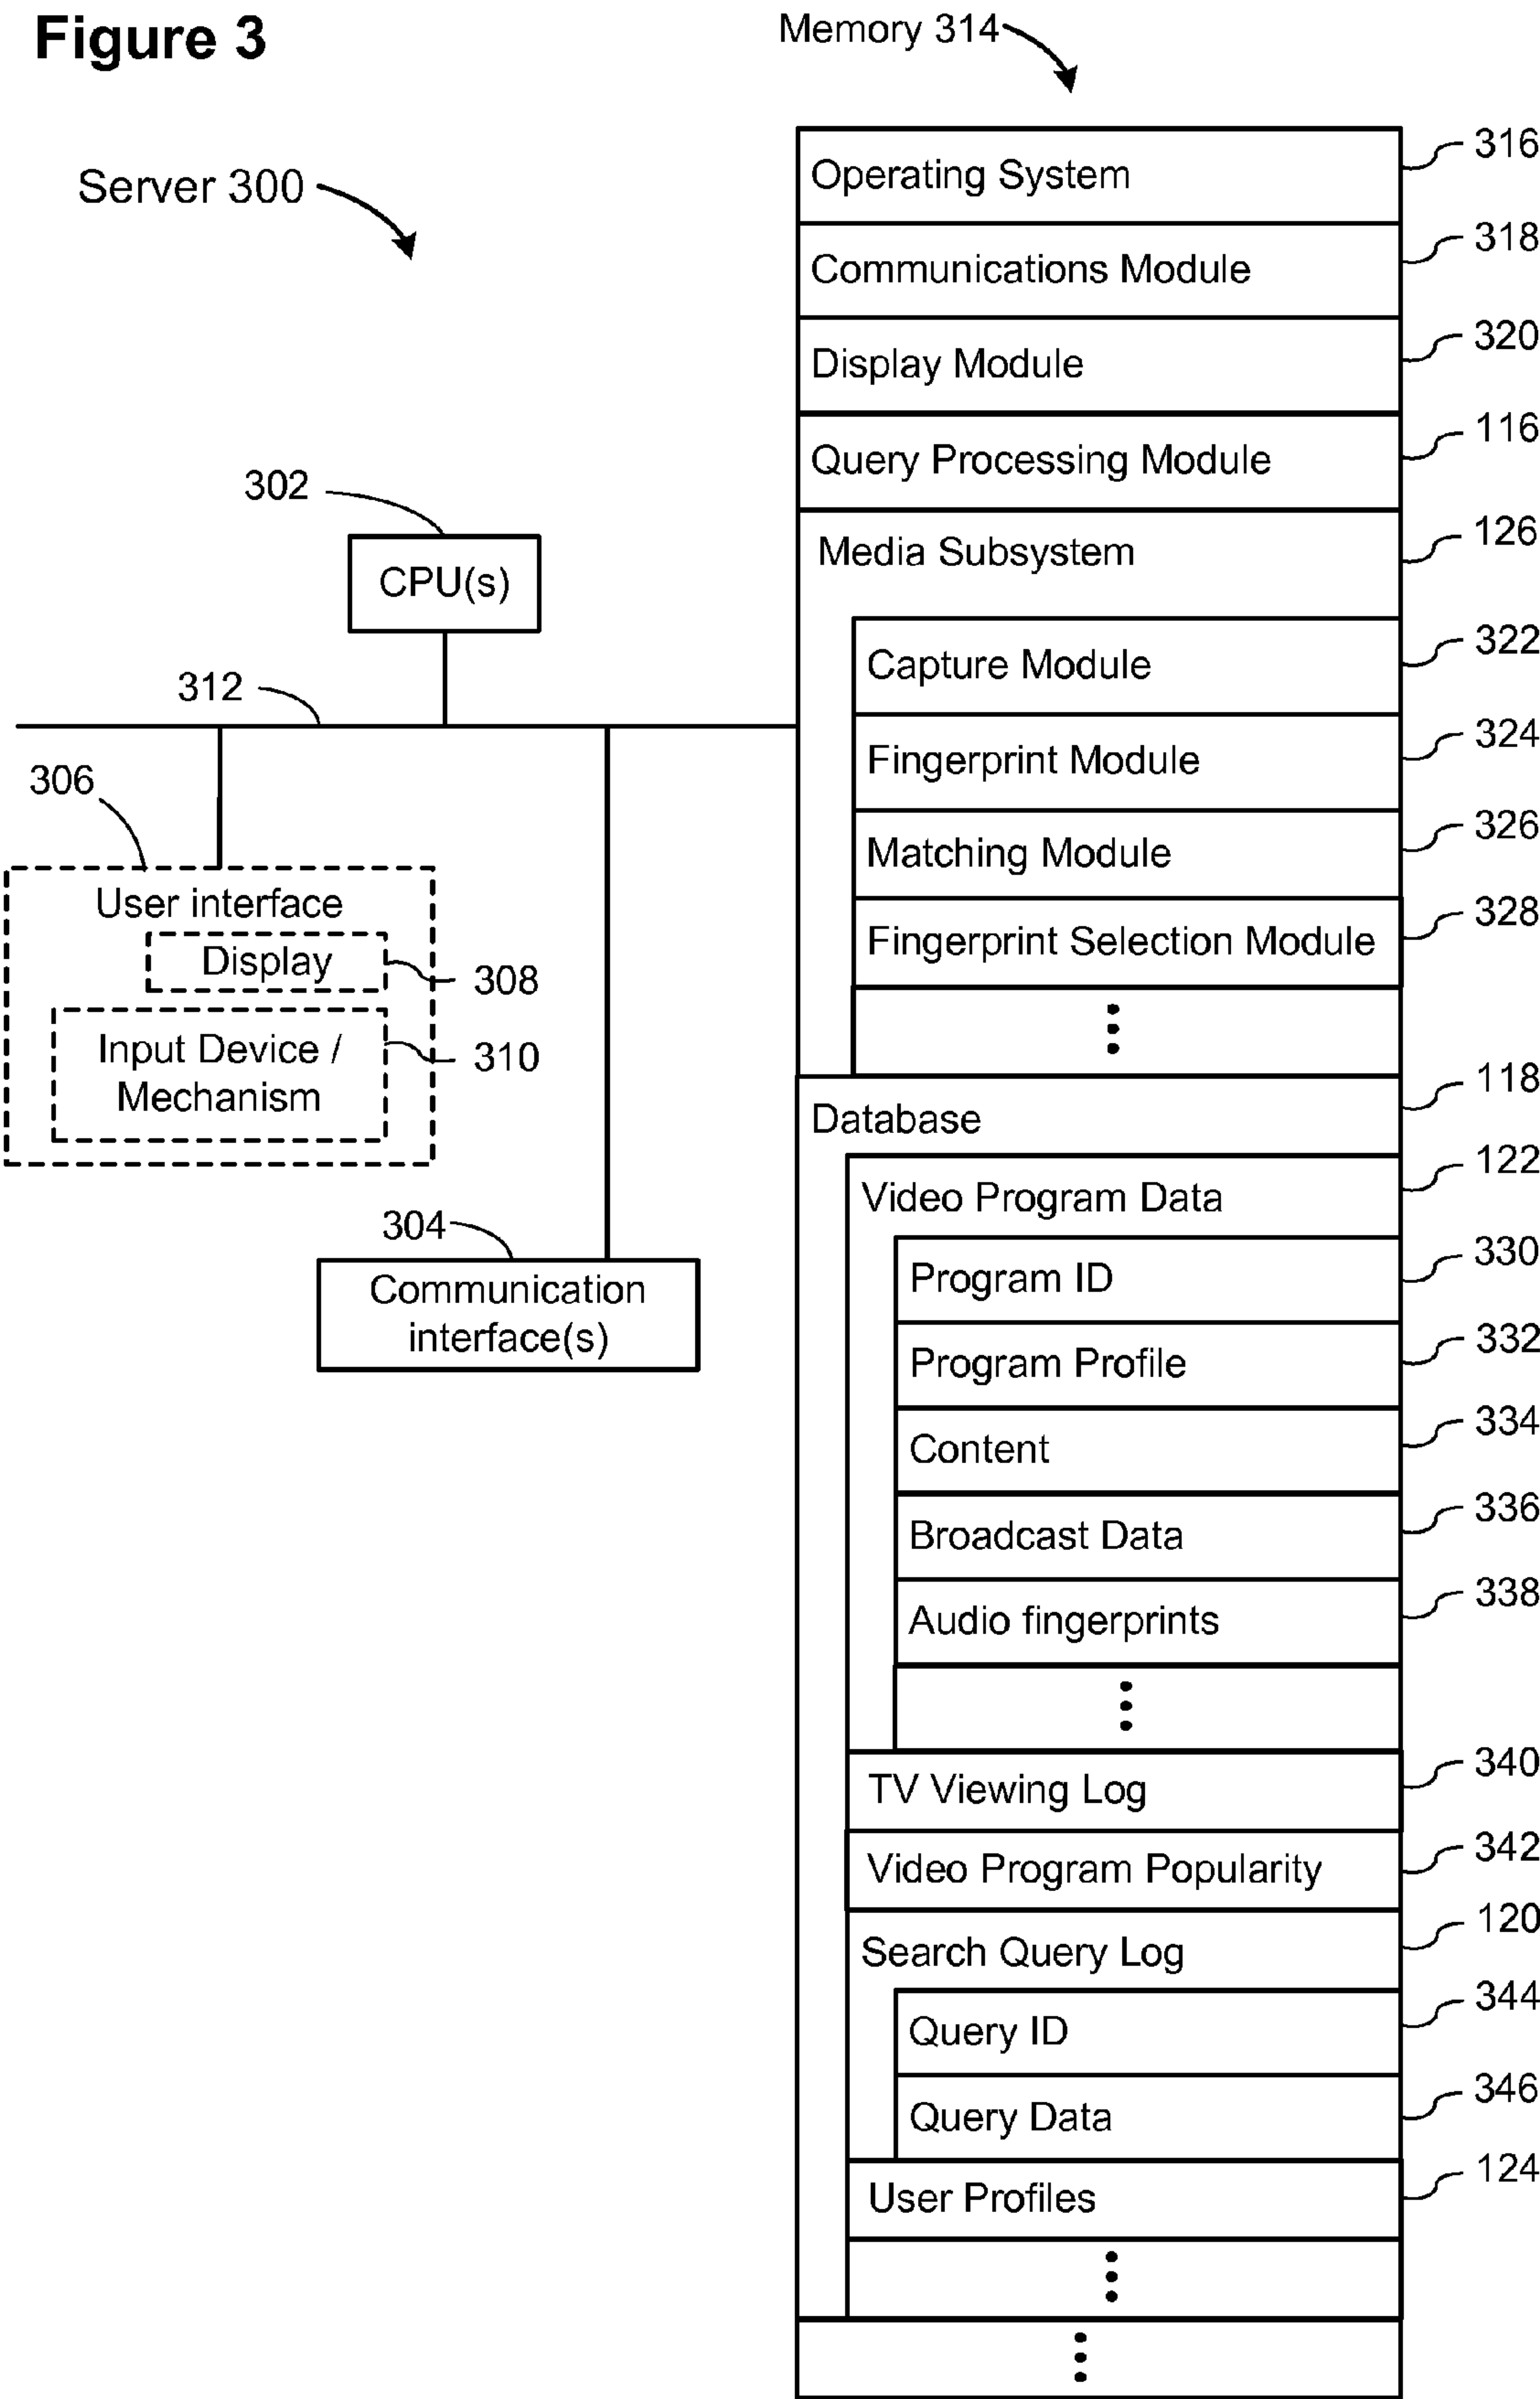 Figure 3
Memory 314
Server 300
Operating System
316
Communications Module
318
Display Module
320
Query Processing Module
116
Media Subsystem
126
Capture Module
322
Fingerprint Module
324
Matching Module
326
Fingerprint Selection Module
328
302
CPU(s)
312
306
User interface
Display
308
Input Device /
Mechanism
310
304
Communication
interface(s)
Database
118
Video Program Data
122
Program ID
330
Program Profile
332
Content
334
Broadcast Data
336
Audio fingerprints
338
TV Viewing Log
340
Video Program Popularity
342
Search Query Log
120
Query ID
344
Query Data
346
User Profiles
124